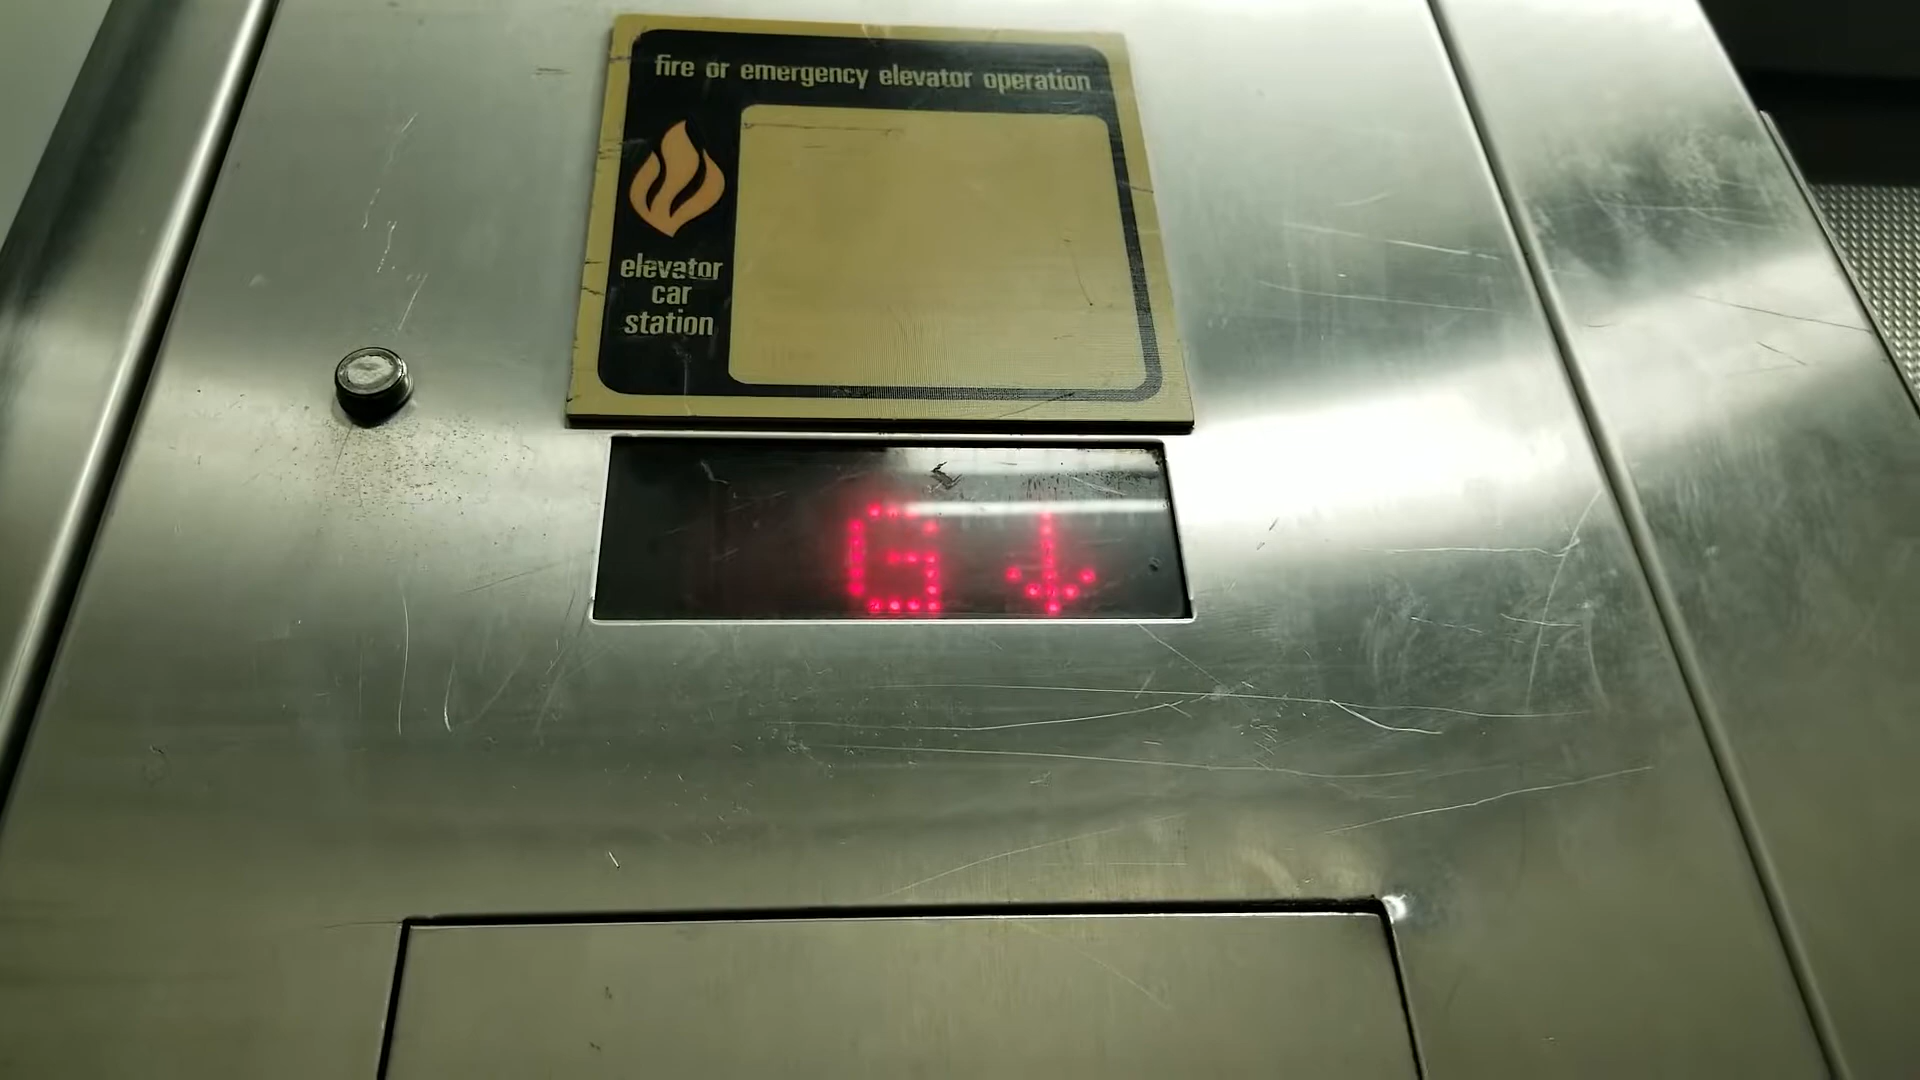 fire or emergency elevator operation
elevator
car
station
G ↓